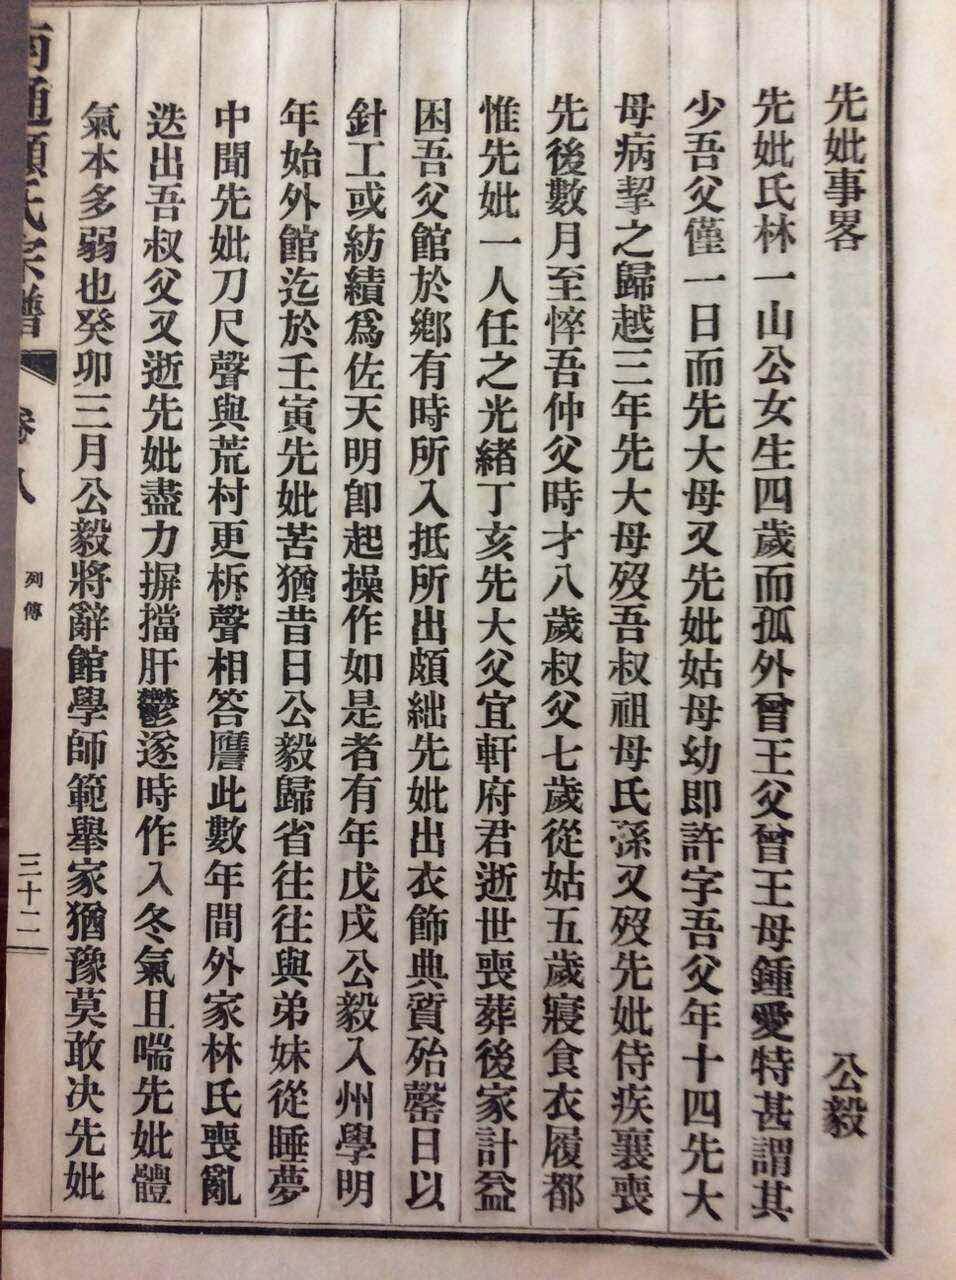 先妣事畧 公毅
先妣氏林一山公女生四歲而孤外曾王父曾王母鍾愛特甚謂其
少吾父僅一日而先大母又先妣姑母幼即許字吾父年十四先大
母病挈之歸越三年先大母歿吾叔祖母氏孫又歿先妣侍疾襄喪
先後數月至悴吾仲父時才八歲叔父七歲從姑五歲寢食衣履都
惟先妣一人任之光緒丁亥先大父宜軒府君逝世喪葬後家計益
困吾父館於鄉有時所入抵所出頗絀先妣出衣飾典質殆罄日以
針工或紡績爲佐天明卽起操作如是者有年戊戌公毅入州學明
年始外館迄於壬寅先妣苦猶昔日公毅歸省往往與弟妹從睡夢
中聞先妣刀尺聲與荒村更柝聲相答譍此數年間外家林氏喪亂
迭出吾叔父又逝先妣盡力摒擋肝鬱遂時作入冬氣且喘先妣體
氣本多弱也癸卯三月公毅將辭館學師範舉家猶豫莫敢决先妣
南通顧氏宗譜 卷八 列傳 三十二